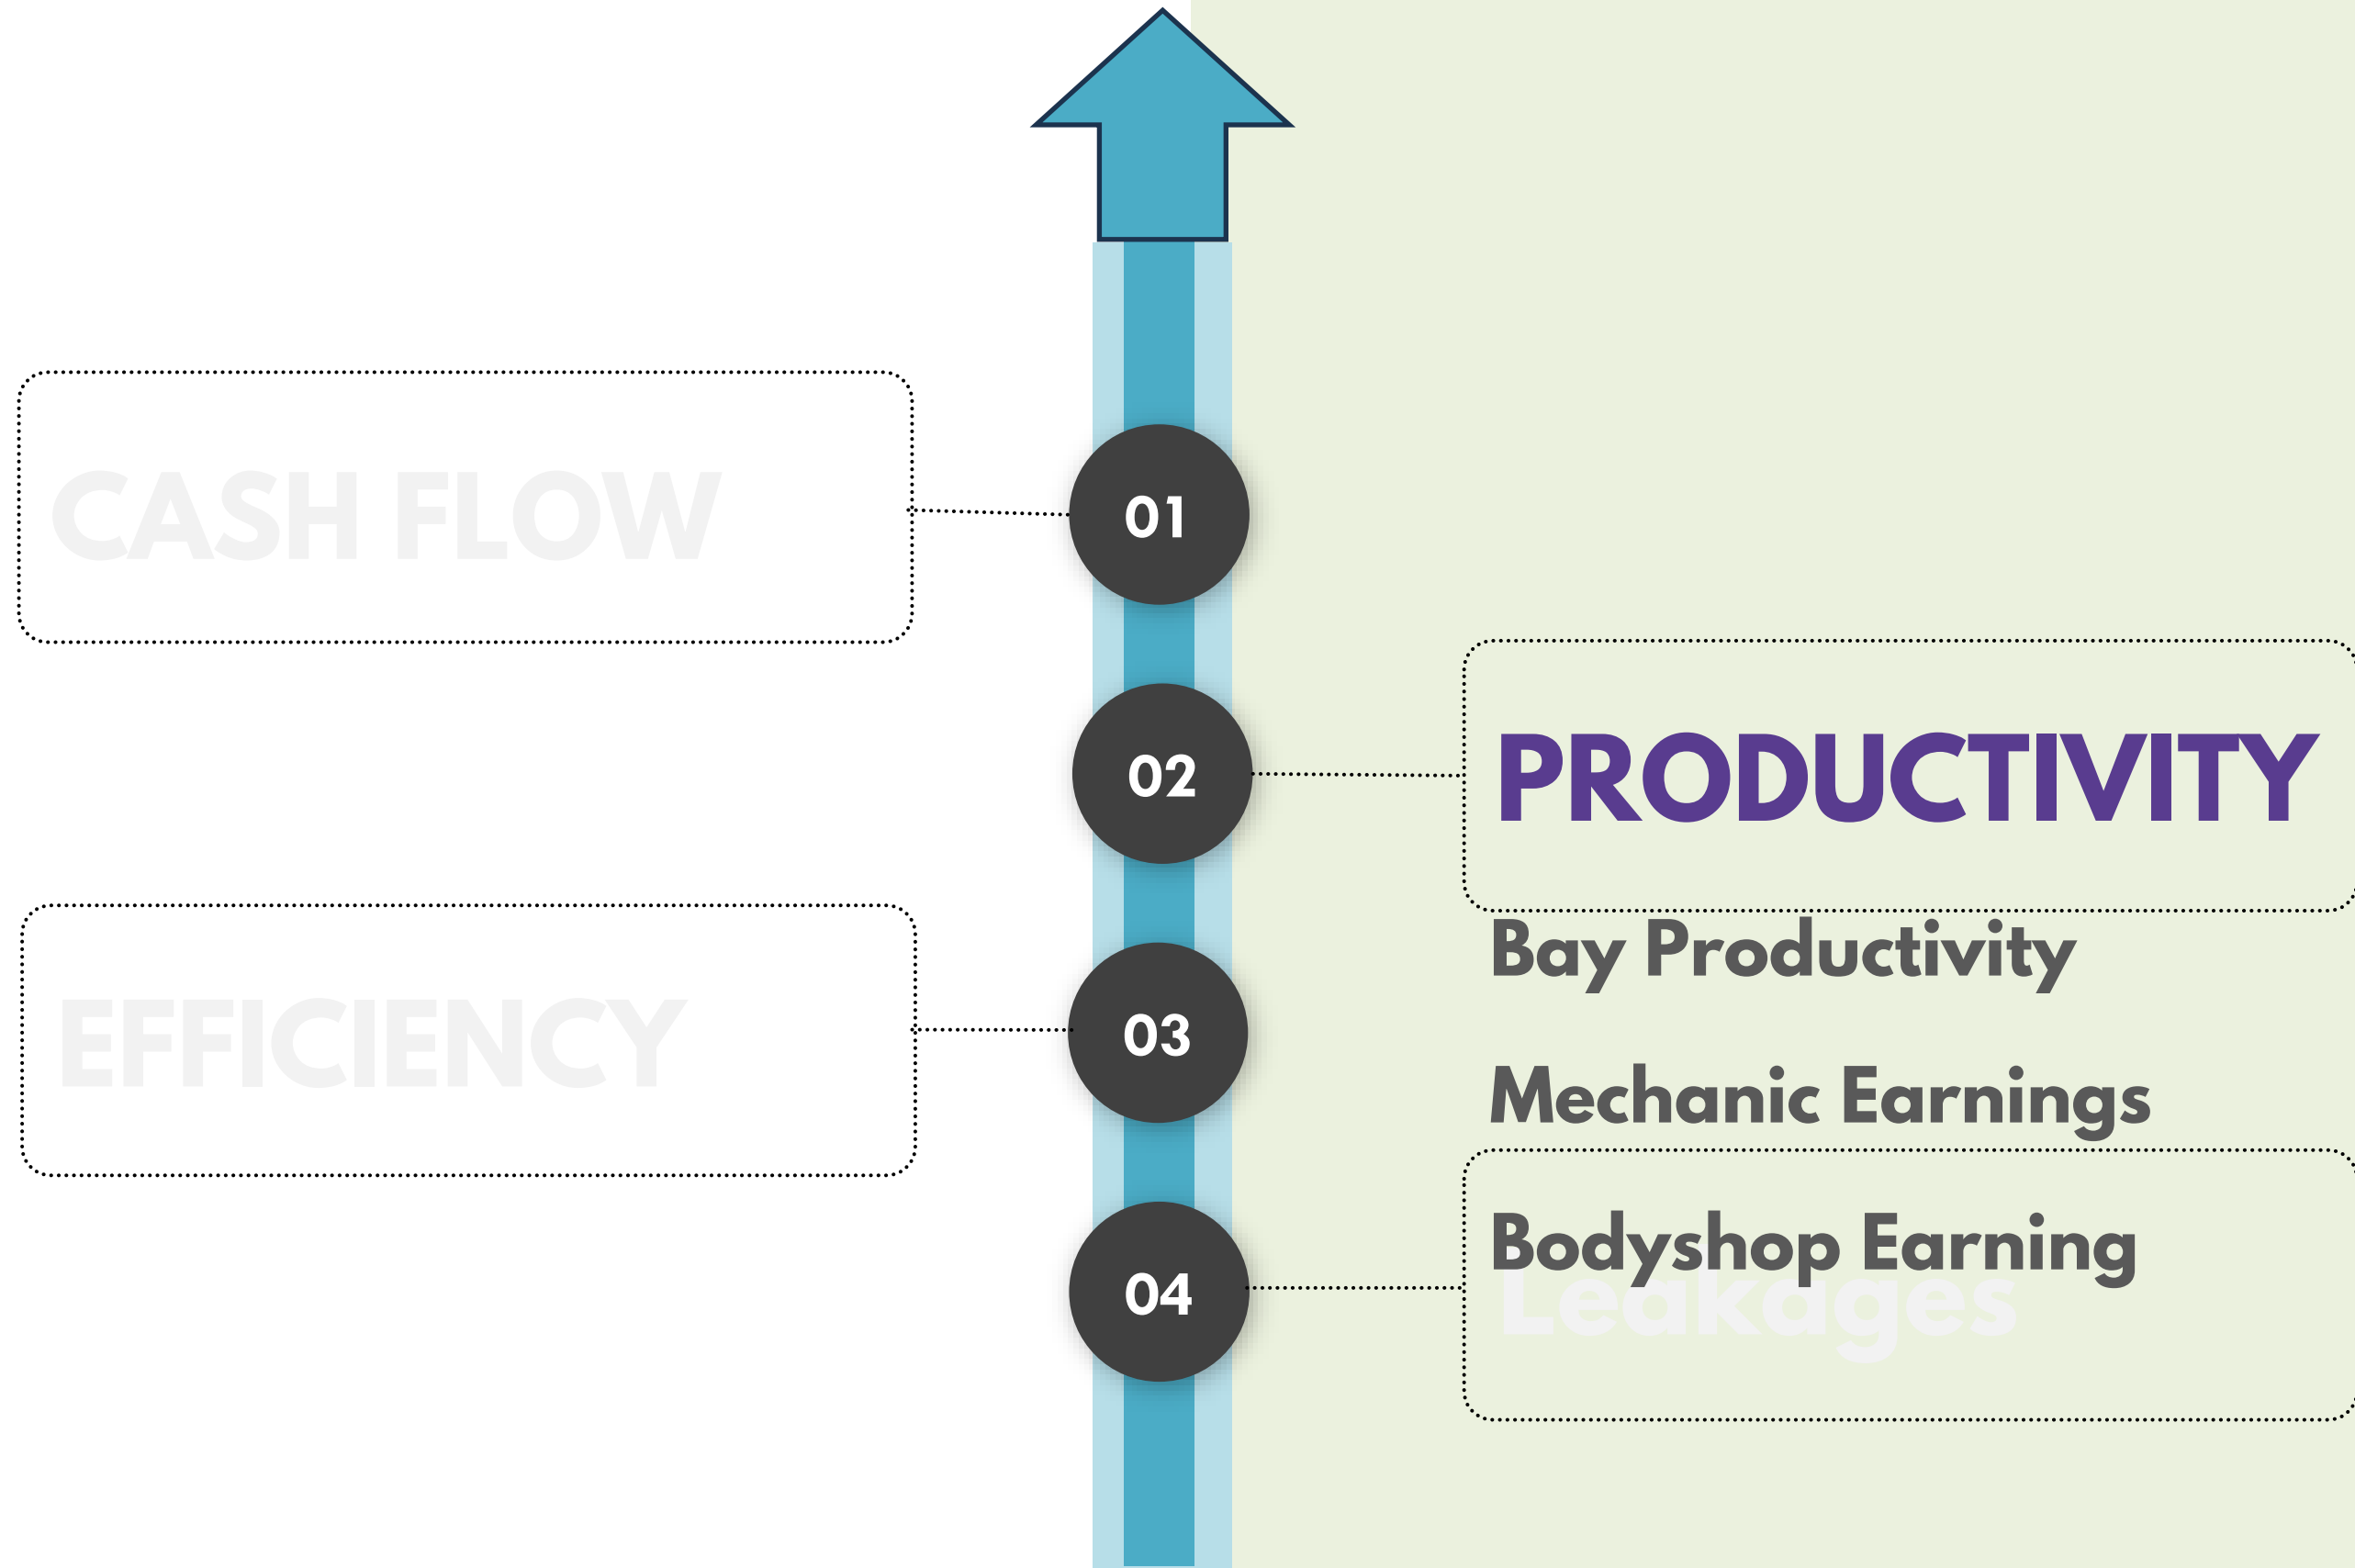 CASH FLOW
01
02
PRODUCTIVITY
Bay Productivity
EFFICIENCY
03
Mechanic Earnings
Bodyshop Earning
04
Leakages